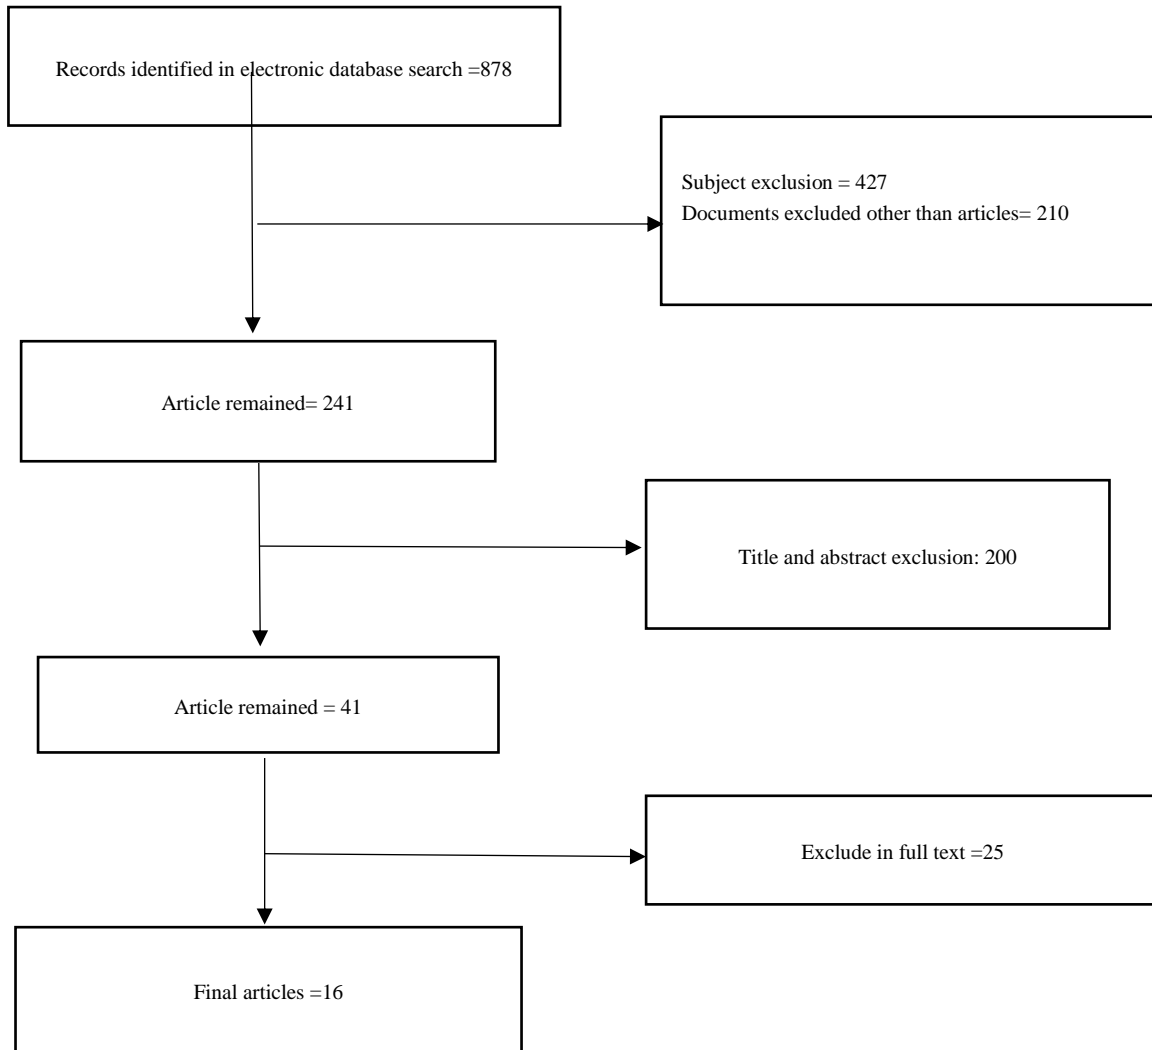 Records identified in electronic database search =878
Subject exclusion = 427
Documents excluded other than articles= 210
Article remained= 241
Title and abstract exclusion: 200
Article remained = 41
Exclude in full text =25
Final articles =16